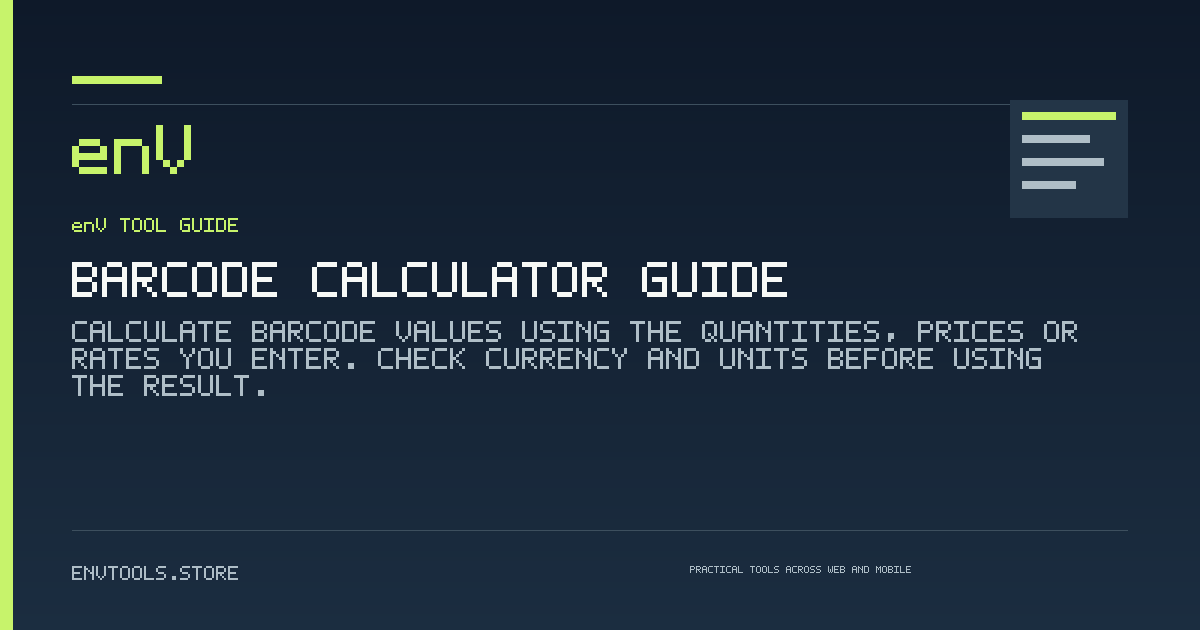 enV
enV TOOL GUIDE
BARCODE CALCULATOR GUIDE
CALCULATE BARCODE VALUES USING THE QUANTITIES, PRICES OR
RATES YOU ENTER. CHECK CURRENCY AND UNITS BEFORE USING
THE RESULT.
ENVTOOLS.STORE
PRACTICAL TOOLS ACROSS WEB AND MOBILE